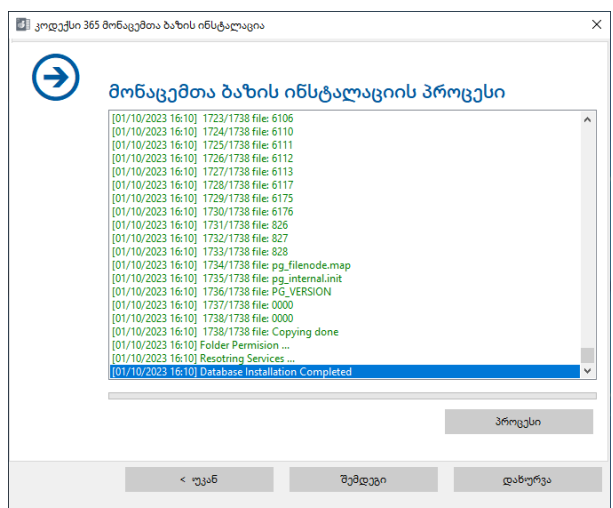 კოდექსი 365 მონაცემთა ბაზის ინსტალაცია
მონაცემთა ბაზის ინსტალაციის პროცესი
[01/10/2023 16:10] 1723/1738 file: 6106
[01/10/2023 16:10] 1724/1738 file: 6110
[01/10/2023 16:10] 1725/1738 file: 6111
[01/10/2023 16:10] 1726/1738 file: 6112
[01/10/2023 16:10] 1727/1738 file: 6113
[01/10/2023 16:10] 1728/1738 file: 6117
[01/10/2023 16:10] 1729/1738 file: 6175
[01/10/2023 16:10] 1730/1738 file: 6176
[01/10/2023 16:10] 1731/1738 file: 826
[01/10/2023 16:10] 1732/1738 file: 827
[01/10/2023 16:10] 1733/1738 file: 828
[01/10/2023 16:10] 1734/1738 file: pg_filenode.map
[01/10/2023 16:10] 1735/1738 file: pg_internal.init
[01/10/2023 16:10] 1736/1738 file: PG_VERSION
[01/10/2023 16:10] 1737/1738 file: 0000
[01/10/2023 16:10] 1738/1738 file: 0000
[01/10/2023 16:10] 1738/1738 file: Copying done
[01/10/2023 16:10] Folder Permision ...
[01/10/2023 16:10] Resotring Services ...
[01/10/2023 16:10] Database Installation Completed
პროცესი
< უკან
შემდეგი
დახურვა